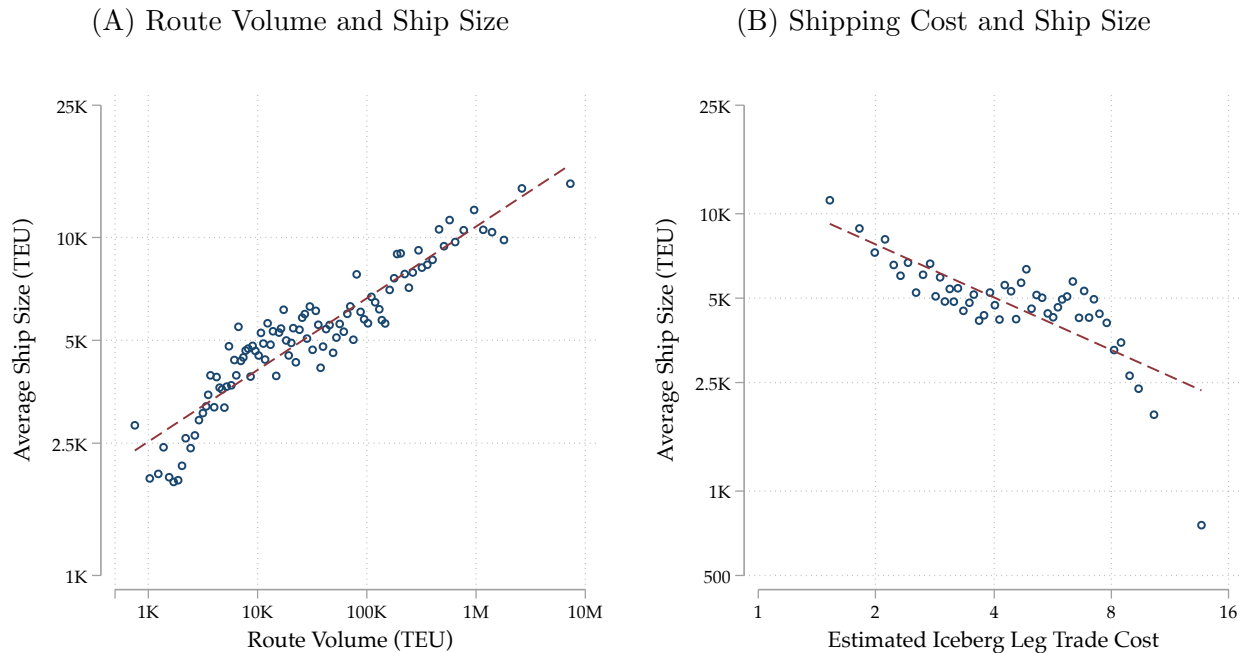 (A) Route Volume and Ship Size
25K
10K
5K
2.5K
1K
Average Ship Size (TEU)
1K 10K 100K 1M 10M
Route Volume (TEU)
(B) Shipping Cost and Ship Size
25K
10K
5K
2.5K
1K
500
Average Ship Size (TEU)
1 2 4 8 16
Estimated Iceberg Leg Trade Cost